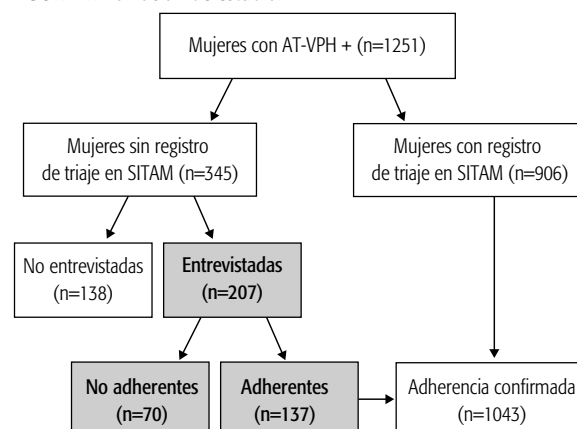 Mujeres con AT-VPH + (n=1251)
Mujeres sin registro
de triaje en SITAM (n=345)
Mujeres con registro
de triaje en SITAM (n=906)
No entrevistadas
(n=138)
Entrevistadas
(n=207)
No adherentes
(n=70)
Adherentes
(n=137)
Adherencia confirmada
(n=1043)